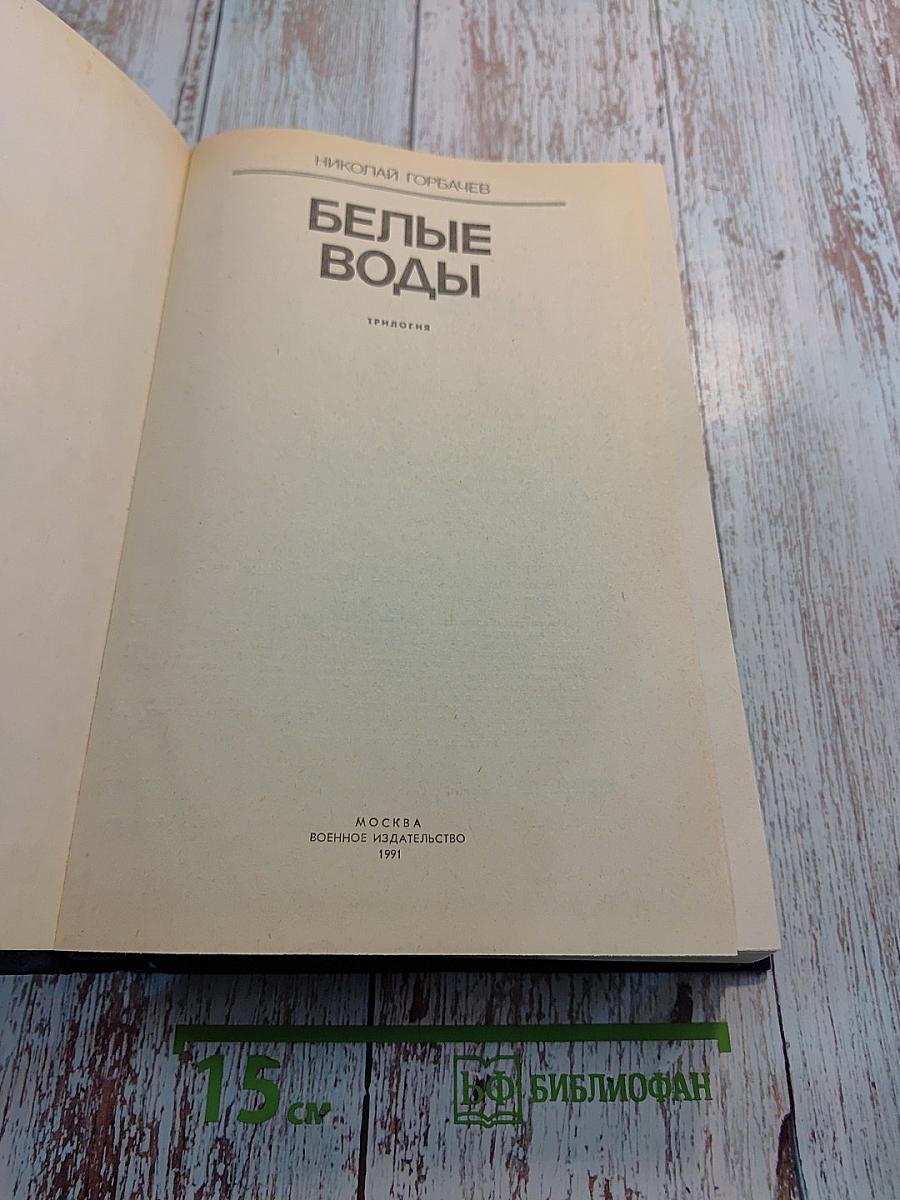 НИКОЛАЙ ГОРБАЧЕВ
БЕЛЫЕ
ВОДЫ
ТРИЛОГИЯ
МОСКВА
ВОЕННОЕ ИЗДАТЕЛЬСТВО
1991
15 см
БФ БИБЛИОФАН